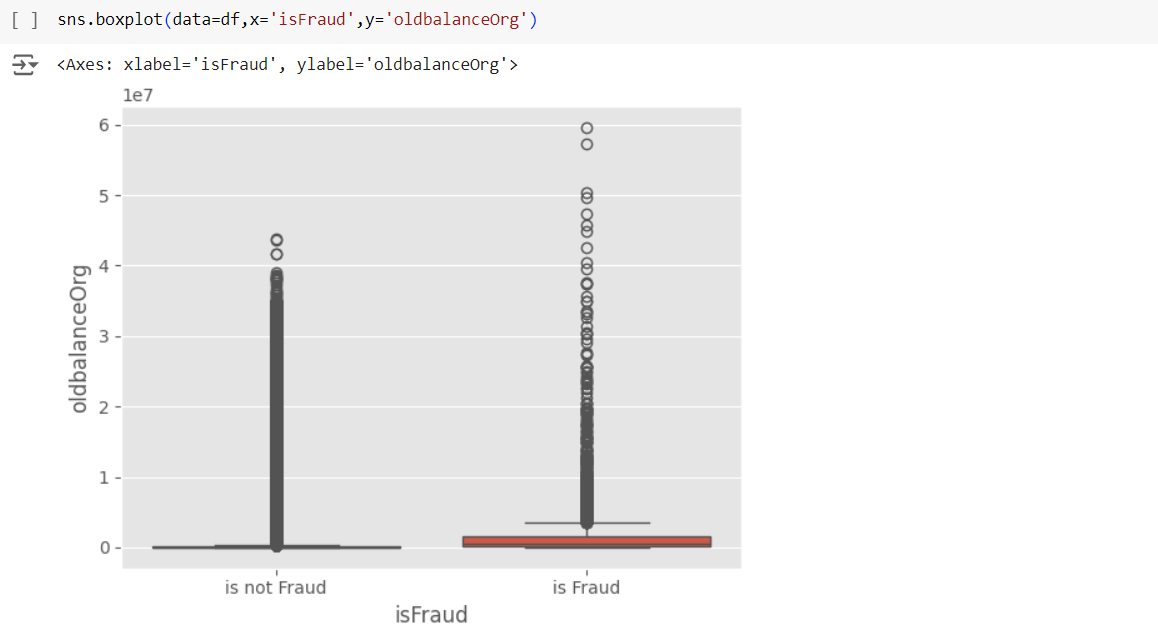 [ ] sns.boxplot(data=df,x='isFraud',y='oldbalanceOrg')
<Axes: xlabel='isFraud', ylabel='oldbalanceOrg'>
1e7
6
5
4
3
2
1
0
oldbalanceOrg
is not Fraud is Fraud
isFraud